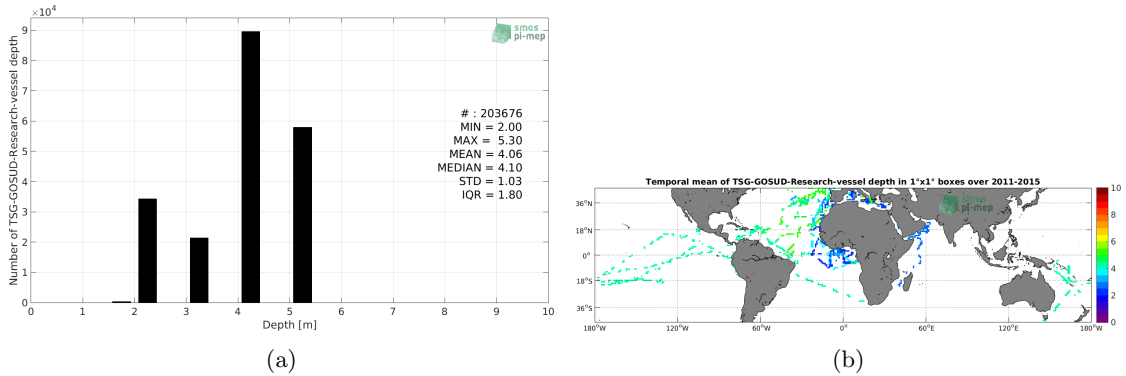 ×10⁴
9
8
7
6
5
4
3
2
1
0
Number of TSG-GOSUD-Research-vessel depth
smos
pi-mep
# : 203676
MIN = 2.00
MAX = 5.30
MEAN = 4.06
MEDIAN = 4.10
STD = 1.03
IQR = 1.80
0 1 2 3 4 5 6 7 8 9 10
Depth [m]
(a)
Temporal mean of TSG-GOSUD-Research-vessel depth in 1°x1° boxes over 2011-2015
smos
pi-mep
36°N
18°N
0°
18°S
36°S
180°W 120°W 60°W 0° 60°E 120°E 180°W
10
8
6
4
2
0
(b)